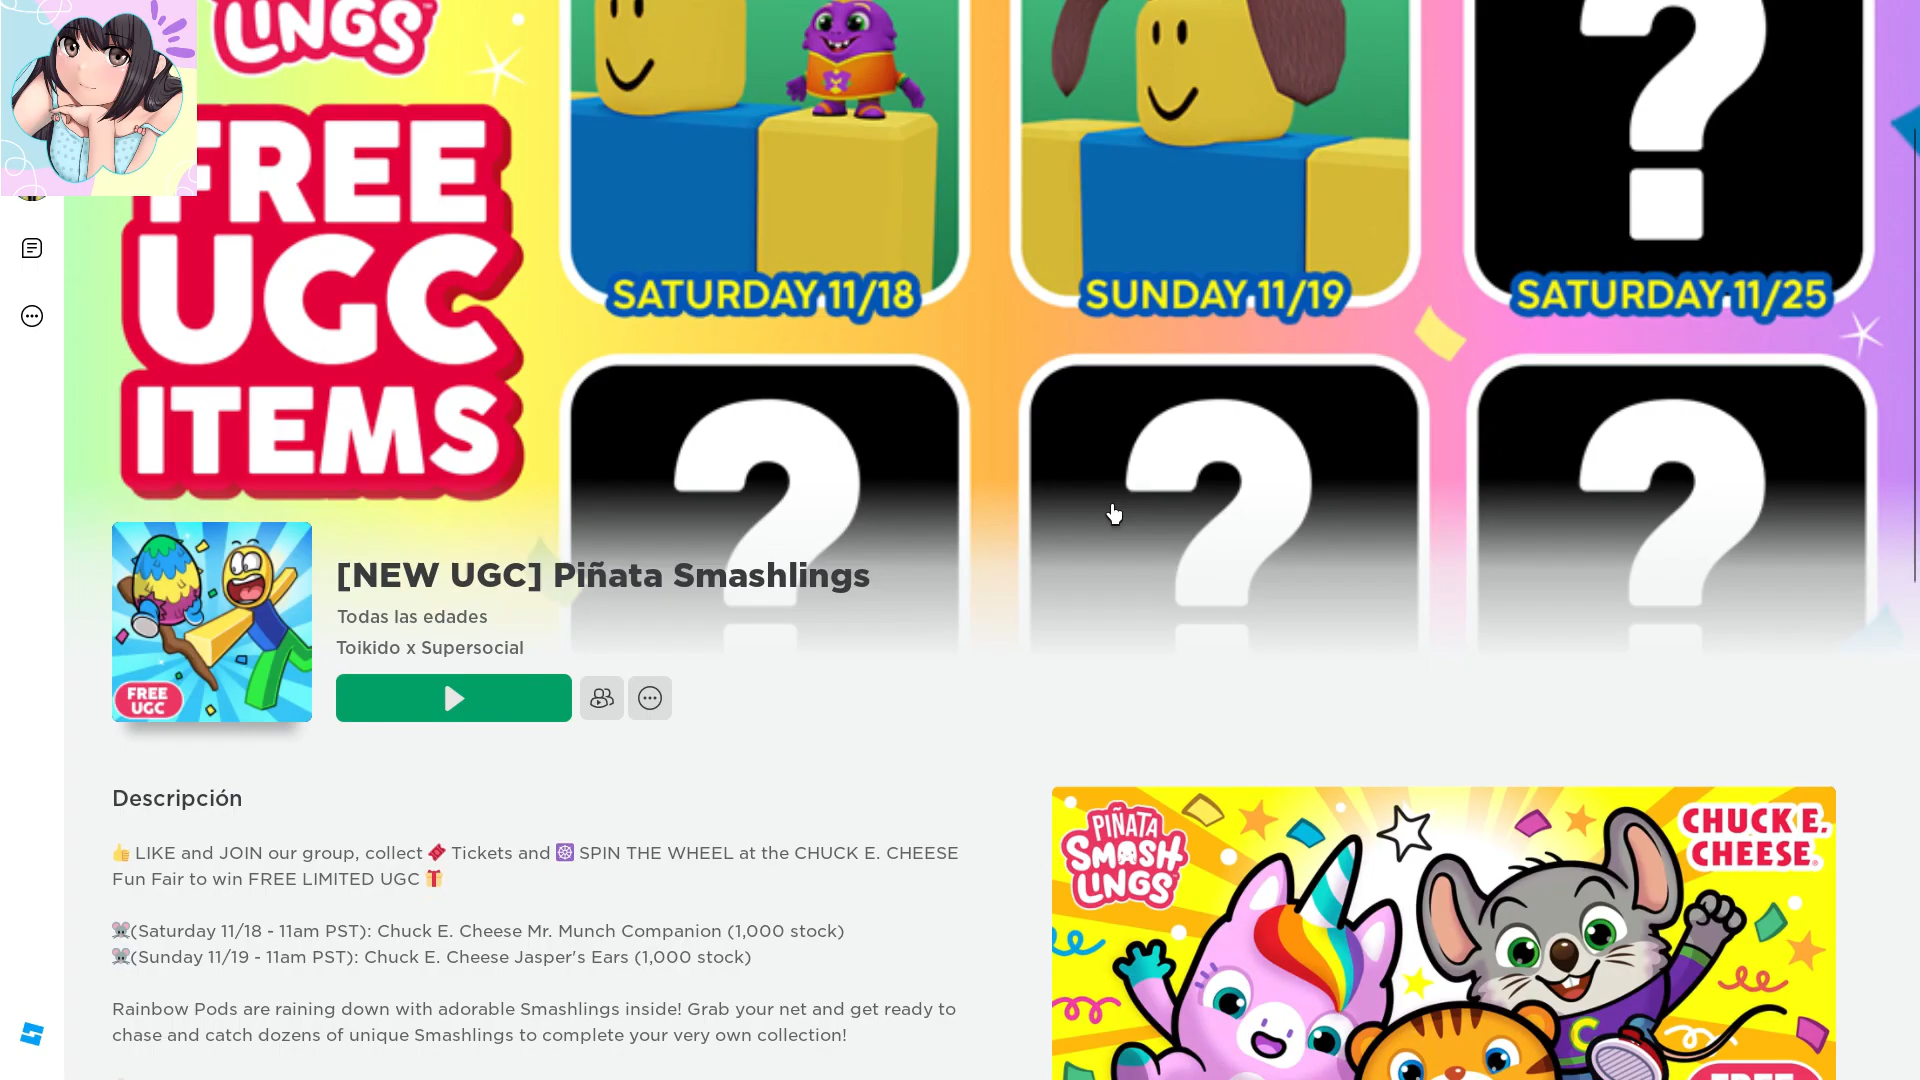 LINGS™
FREE
UGC
ITEMS
SATURDAY 11/18
SUNDAY 11/19
SATURDAY 11/25
?
?
?
?
FREE
UGC
[NEW UGC] Piñata Smashlings
Todas las edades
Toikido x Supersocial
Descripción
👍 LIKE and JOIN our group, collect 🎟️ Tickets and ☸️ SPIN THE WHEEL at the CHUCK E. CHEESE
Fun Fair to win FREE LIMITED UGC 🎁
🐭(Saturday 11/18 - 11am PST): Chuck E. Cheese Mr. Munch Companion (1,000 stock)
🐭(Sunday 11/19 - 11am PST): Chuck E. Cheese Jasper's Ears (1,000 stock)
Rainbow Pods are raining down with adorable Smashlings inside! Grab your net and get ready to
chase and catch dozens of unique Smashlings to complete your very own collection!
PIÑATA
SMASH
LINGS™
CHUCK E.
CHEESE®
C
FREE